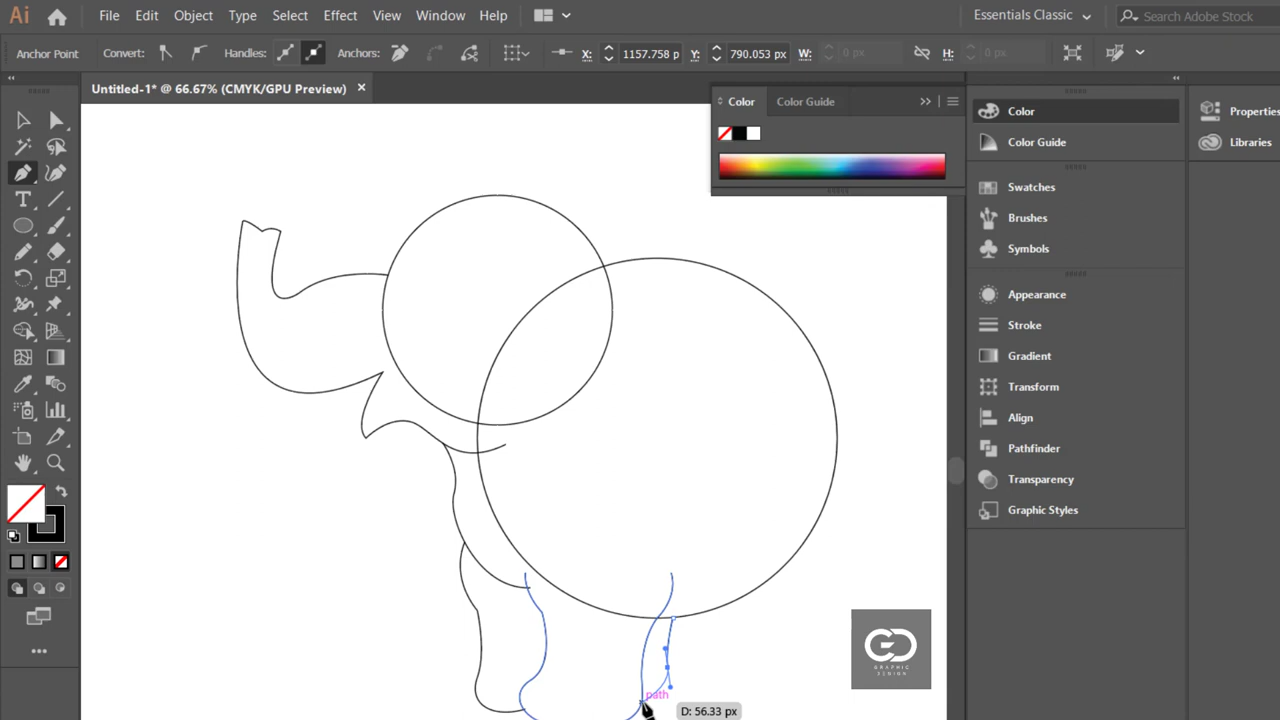 Ai File Edit Object Type Select Effect View Window Help Essentials Classic Search Adobe Stock
Anchor Point Convert: Handles: Anchors: X: 1157.758 p Y: 790.053 px W: 0 px H: 0 px
Untitled-1* @ 66.67% (CMYK/GPU Preview)
Color Color Guide
Color
Color Guide
Swatches
Brushes
Symbols
Appearance
Stroke
Gradient
Transform
Align
Pathfinder
Transparency
Graphic Styles
Properties
Libraries
path
D: 56.33 px
GRAPHIC